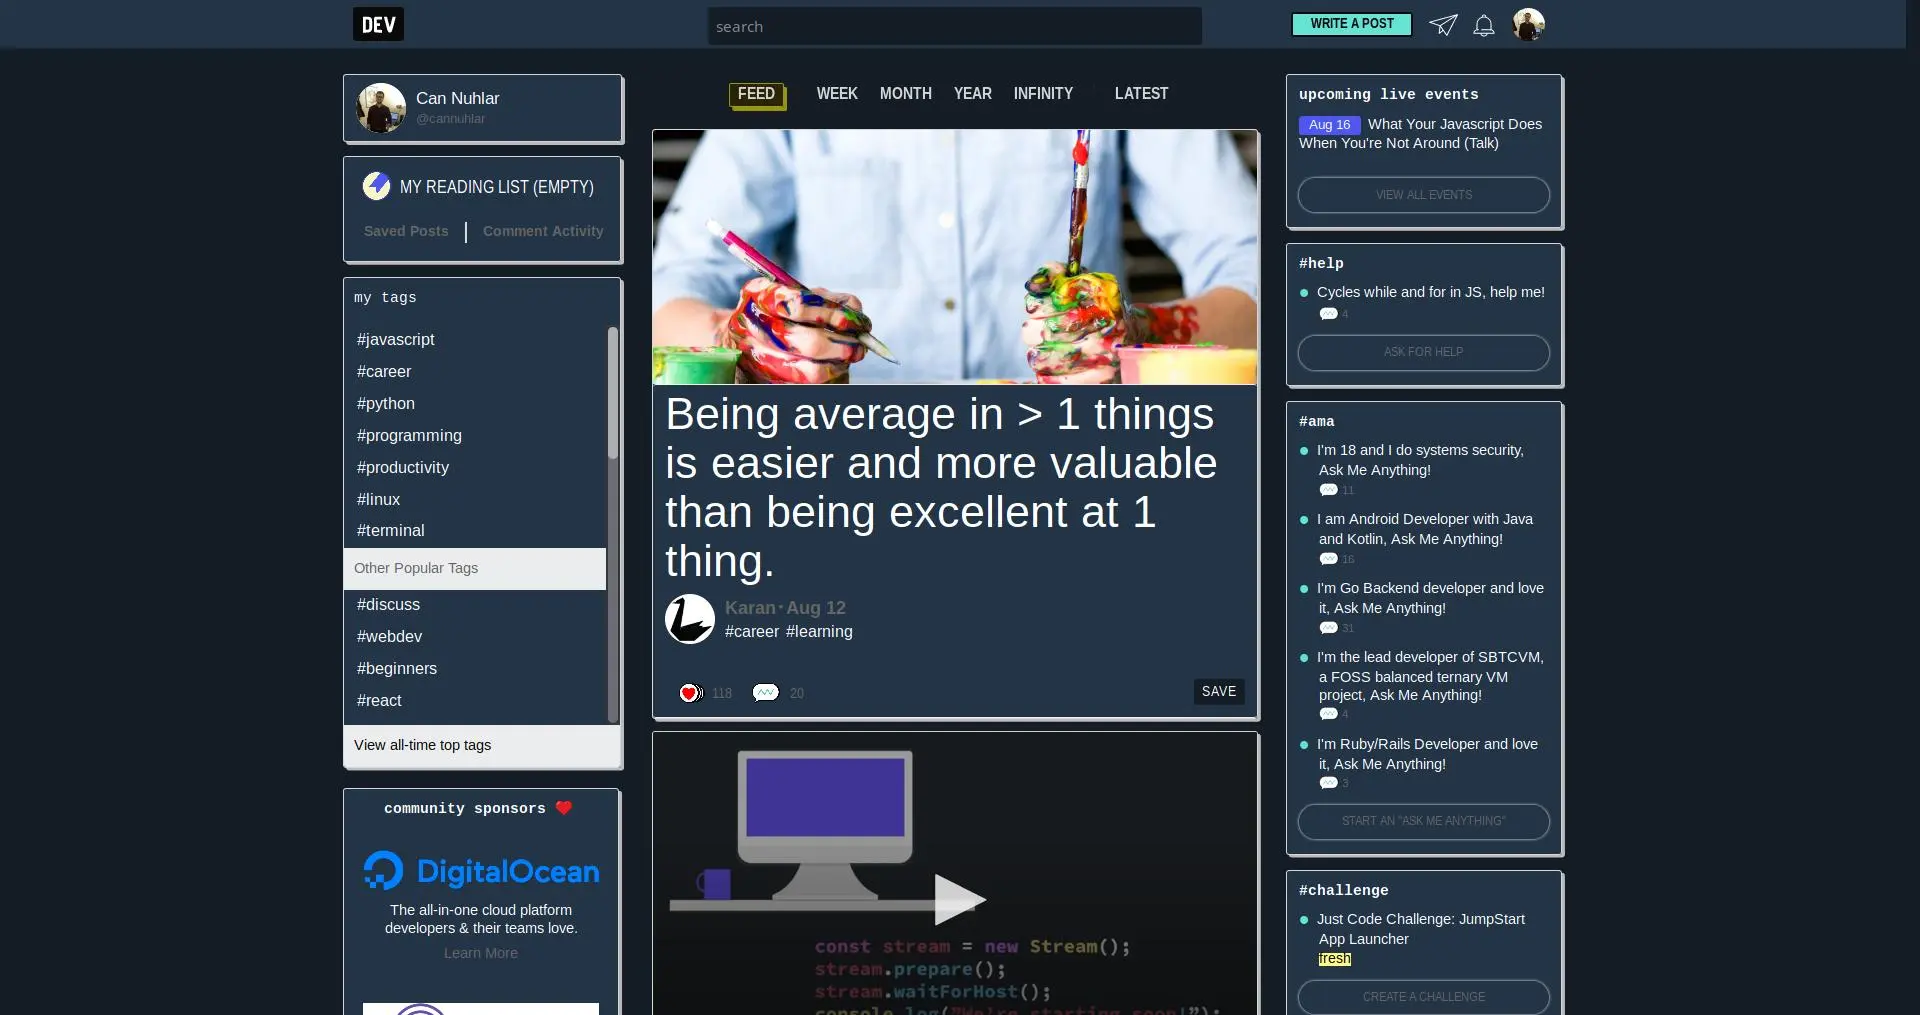 DEV
search
WRITE A POST
Can Nuhlar
@cannuhlar
MY READING LIST (EMPTY)
Saved Posts
Comment Activity
my tags
#javascript
#career
#python
#programming
#productivity
#linux
#terminal
Other Popular Tags
#discuss
#webdev
#beginners
#react
View all-time top tags
community sponsors
DigitalOcean
The all-in-one cloud platform
developers & their teams love.
Learn More
FEED WEEK MONTH YEAR INFINITY LATEST
Being average in > 1 things
is easier and more valuable
than being excellent at 1
thing.
Karan・Aug 12
#career #learning
118 20 SAVE
const stream = new Stream();
stream.prepare();
stream.waitForHost();
console.log("We're starting soon!");
upcoming live events
Aug 16 What Your Javascript Does
When You're Not Around (Talk)
VIEW ALL EVENTS
#help
Cycles while and for in JS, help me!
4
ASK FOR HELP
#ama
I'm 18 and I do systems security,
Ask Me Anything!
11
I am Android Developer with Java
and Kotlin, Ask Me Anything!
16
I'm Go Backend developer and love
it, Ask Me Anything!
31
I'm the lead developer of SBTCVM,
a FOSS balanced ternary VM
project, Ask Me Anything!
4
I'm Ruby/Rails Developer and love
it, Ask Me Anything!
3
START AN "ASK ME ANYTHING"
#challenge
Just Code Challenge: JumpStart
App Launcher
fresh
CREATE A CHALLENGE